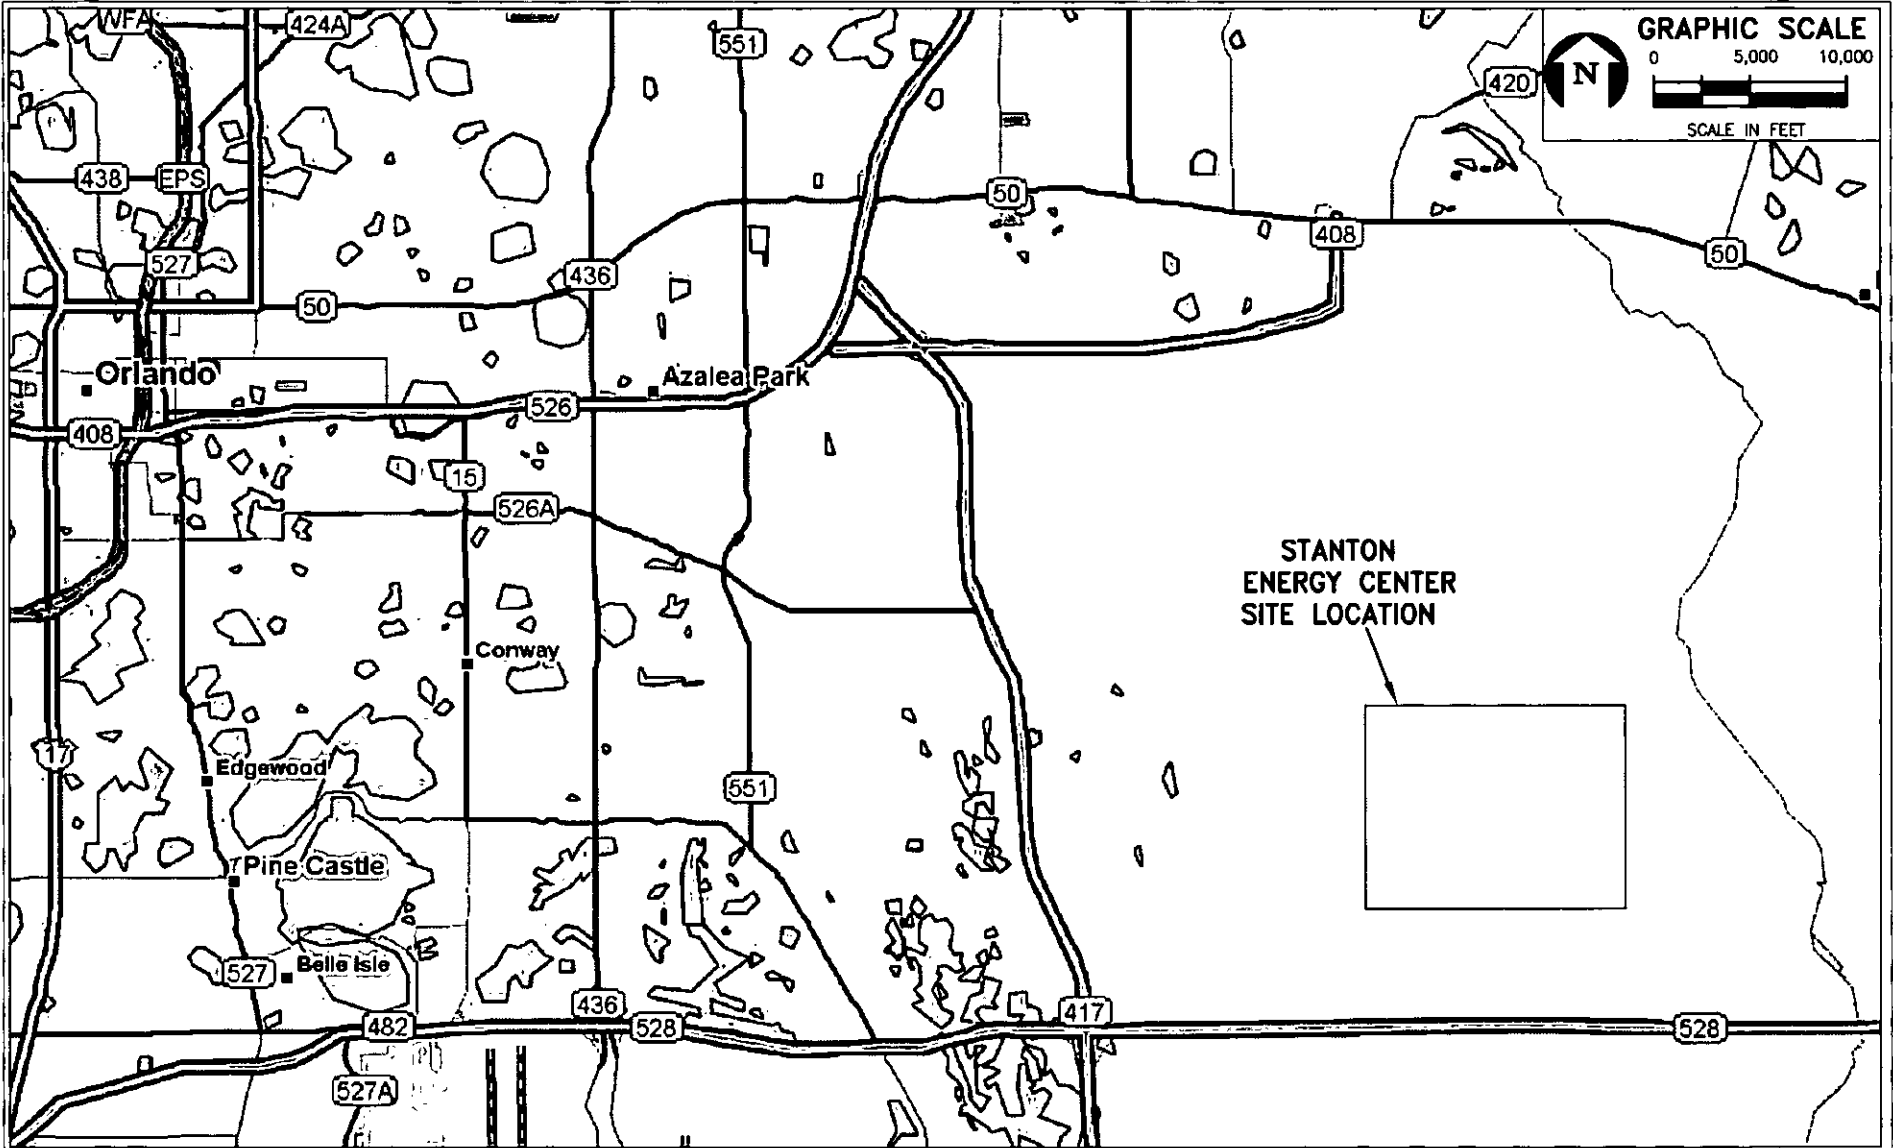 WFA
424A
551
GRAPHIC SCALE
0 5,000 10,000
N
SCALE IN FEET
420
438
EPS
50
408
50
527
436
50
Orlando
Azalea Park
526
408
15
526A
STANTON
ENERGY CENTER
SITE LOCATION
Conway
17
Edgewood
551
Pine Castle
527
Belle Isle
436
482
528
417
528
527A